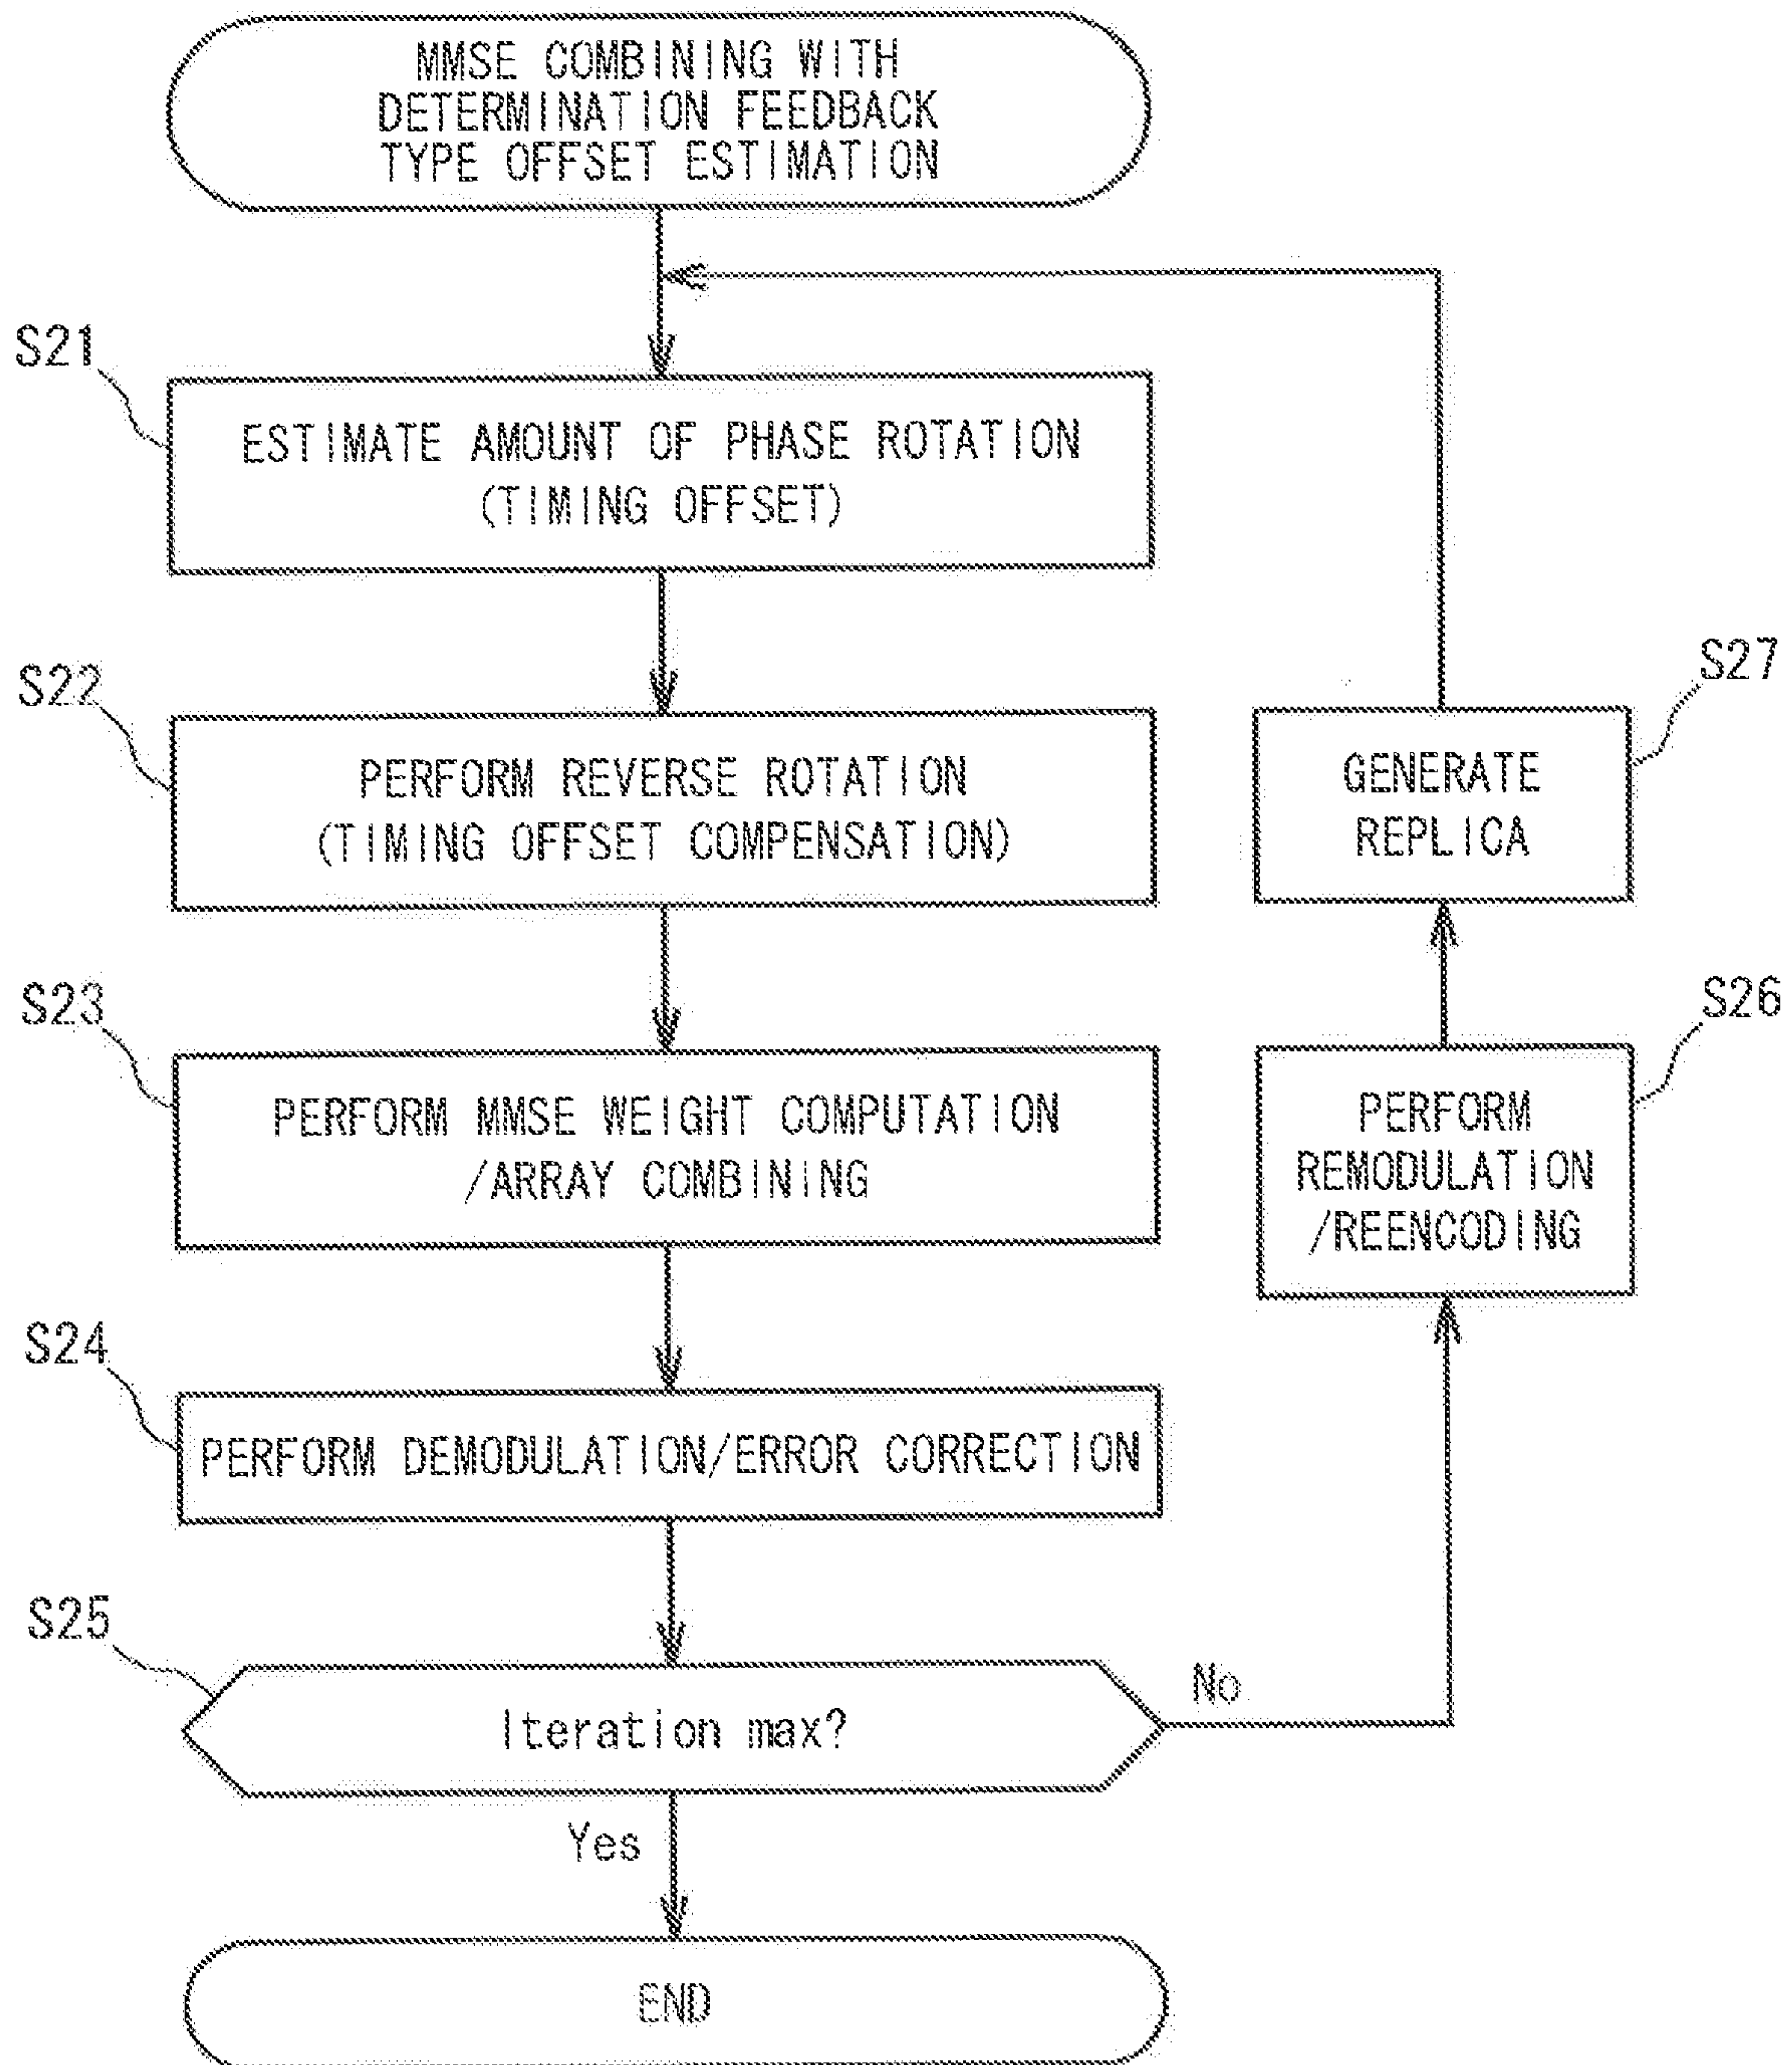 MMSE COMBINING WITH
DETERMINATION FEEDBACK
TYPE OFFSET ESTIMATION
S21
ESTIMATE AMOUNT OF PHASE ROTATION
(TIMING OFFSET)
S22
PERFORM REVERSE ROTATION
(TIMING OFFSET COMPENSATION)
S23
PERFORM MMSE WEIGHT COMPUTATION
/ARRAY COMBINING
S24
PERFORM DEMODULATION/ERROR CORRECTION
S25
Iteration max?
No
Yes
END
S26
PERFORM
REMODULATION
/REENCODING
S27
GENERATE
REPLICA